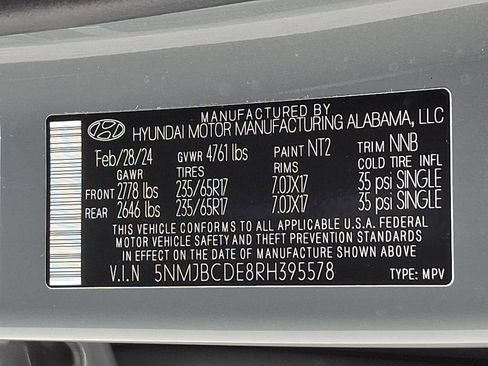 MANUFACTURED BY
HYUNDAI MOTOR MANUFACTURING ALABAMA, LLC
Feb/28/24 GVWR 4761 lbs PAINT NT2 TRIM NNB
GAWR TIRES RIMS COLD TIRE INFL
FRONT 2778 lbs 235/65R17 7.0JX17 35 psi SINGLE
REAR 2646 lbs 235/65R17 7.0JX17 35 psi SINGLE
THIS VEHICLE CONFORMS TO ALL APPLICABLE U.S.A. FEDERAL
MOTOR VEHICLE SAFETY AND THEFT PREVENTION STANDARDS
IN EFFECT ON THE DATE OF MANUFACTURE SHOWN ABOVE.
V.I.N 5NMJBCDE8RH395578 TYPE: MPV